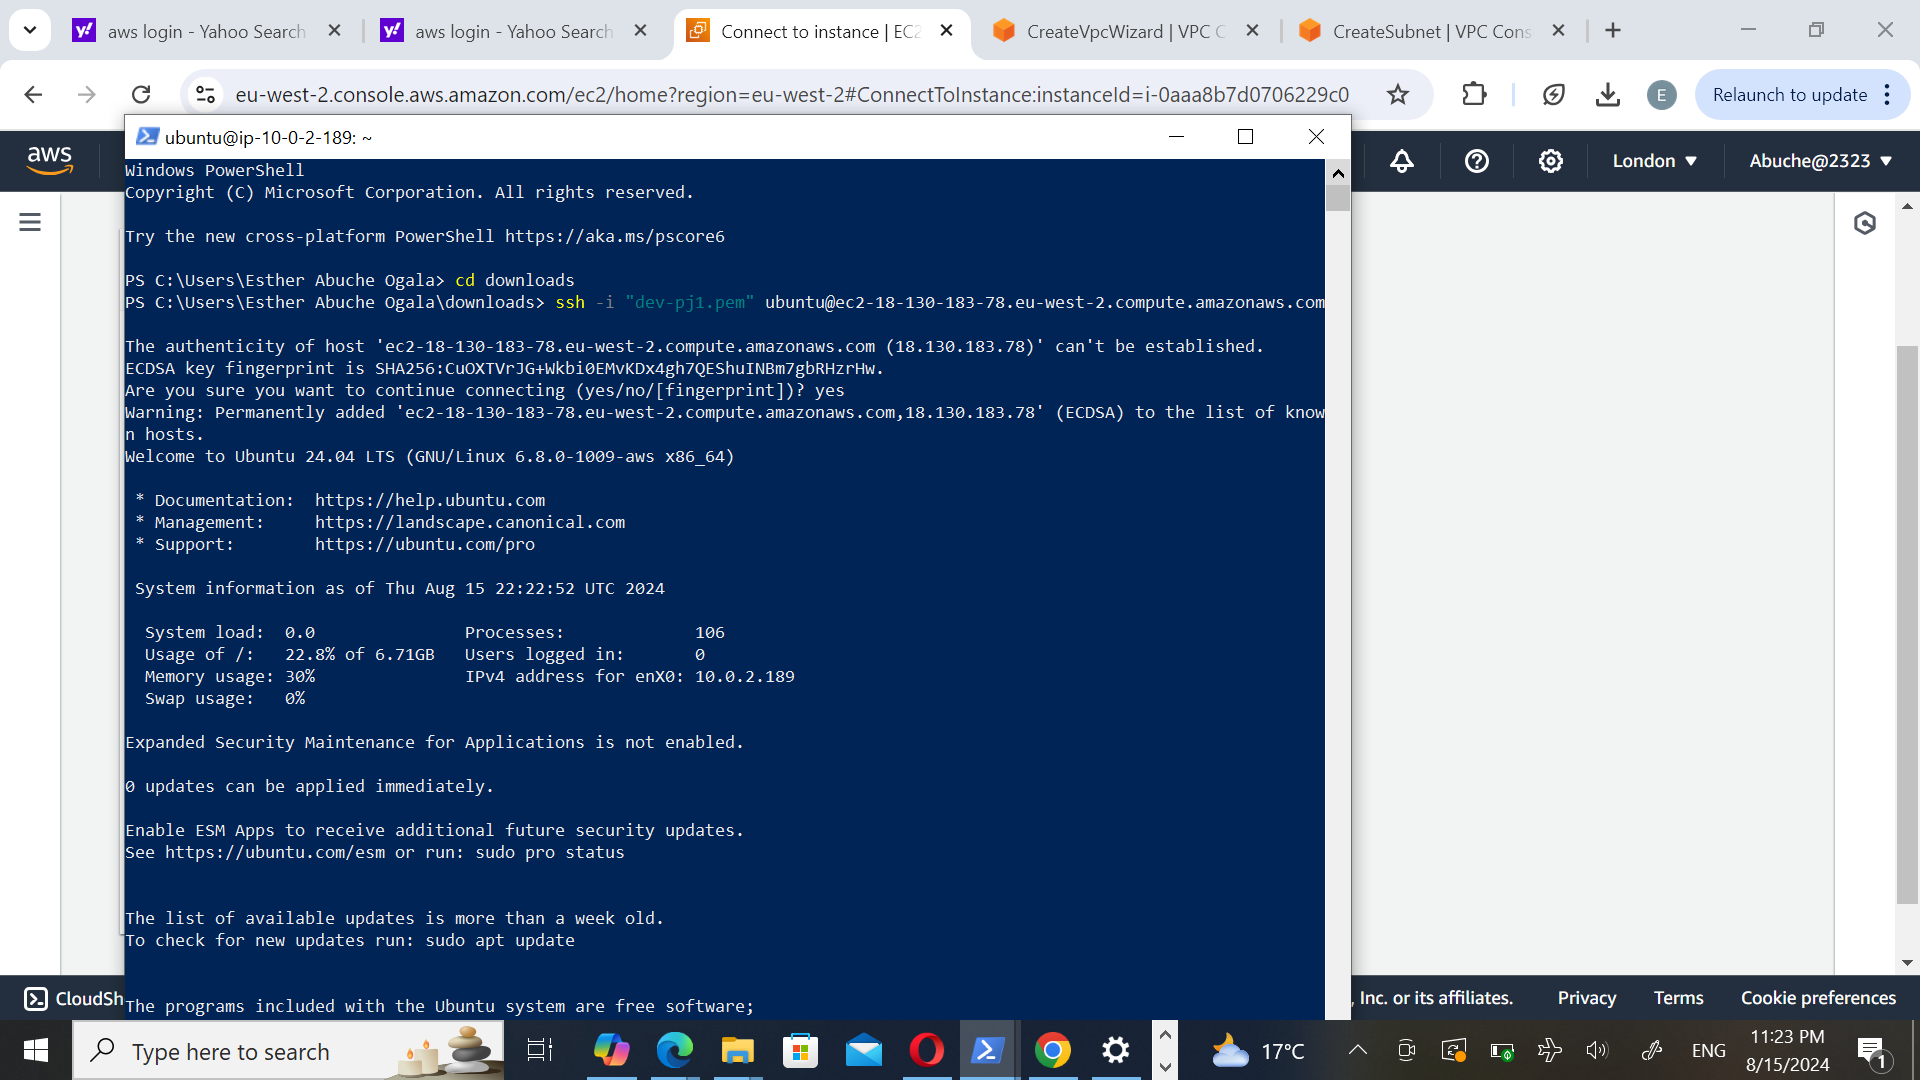 aws login - Yahoo Search
aws login - Yahoo Search
Connect to instance | EC2
CreateVpcWizard | VPC C
CreateSubnet | VPC Cons
eu-west-2.console.aws.amazon.com/ec2/home?region=eu-west-2#ConnectToInstance:instanceId=i-0aaa8b7d0706229c0
E
Relaunch to update
ubuntu@ip-10-0-2-189: ~
aws
London
Abuche@2323
Windows PowerShell
Copyright (C) Microsoft Corporation. All rights reserved.
Try the new cross-platform PowerShell https://aka.ms/pscore6
PS C:\Users\Esther Abuche Ogala> cd downloads
PS C:\Users\Esther Abuche Ogala\downloads> ssh -i "dev-pj1.pem" ubuntu@ec2-18-130-183-78.eu-west-2.compute.amazonaws.com
The authenticity of host 'ec2-18-130-183-78.eu-west-2.compute.amazonaws.com (18.130.183.78)' can't be established.
ECDSA key fingerprint is SHA256:CuOXTVrJG+Wkbi0EMvKDx4gh7QEShuINBm7gbRHzrHw.
Are you sure you want to continue connecting (yes/no/[fingerprint])? yes
Warning: Permanently added 'ec2-18-130-183-78.eu-west-2.compute.amazonaws.com,18.130.183.78' (ECDSA) to the list of know
n hosts.
Welcome to Ubuntu 24.04 LTS (GNU/Linux 6.8.0-1009-aws x86_64)
* Documentation:  https://help.ubuntu.com
* Management:     https://landscape.canonical.com
* Support:        https://ubuntu.com/pro
System information as of Thu Aug 15 22:22:52 UTC 2024
System load:  0.0               Processes:             106
Usage of /:   22.8% of 6.71GB   Users logged in:       0
Memory usage: 30%               IPv4 address for enX0: 10.0.2.189
Swap usage:   0%
Expanded Security Maintenance for Applications is not enabled.
0 updates can be applied immediately.
Enable ESM Apps to receive additional future security updates.
See https://ubuntu.com/esm or run: sudo pro status
The list of available updates is more than a week old.
To check for new updates run: sudo apt update
The programs included with the Ubuntu system are free software;
CloudSh
, Inc. or its affiliates.
Privacy
Terms
Cookie preferences
Type here to search
17°C
ENG
11:23 PM
8/15/2024
1